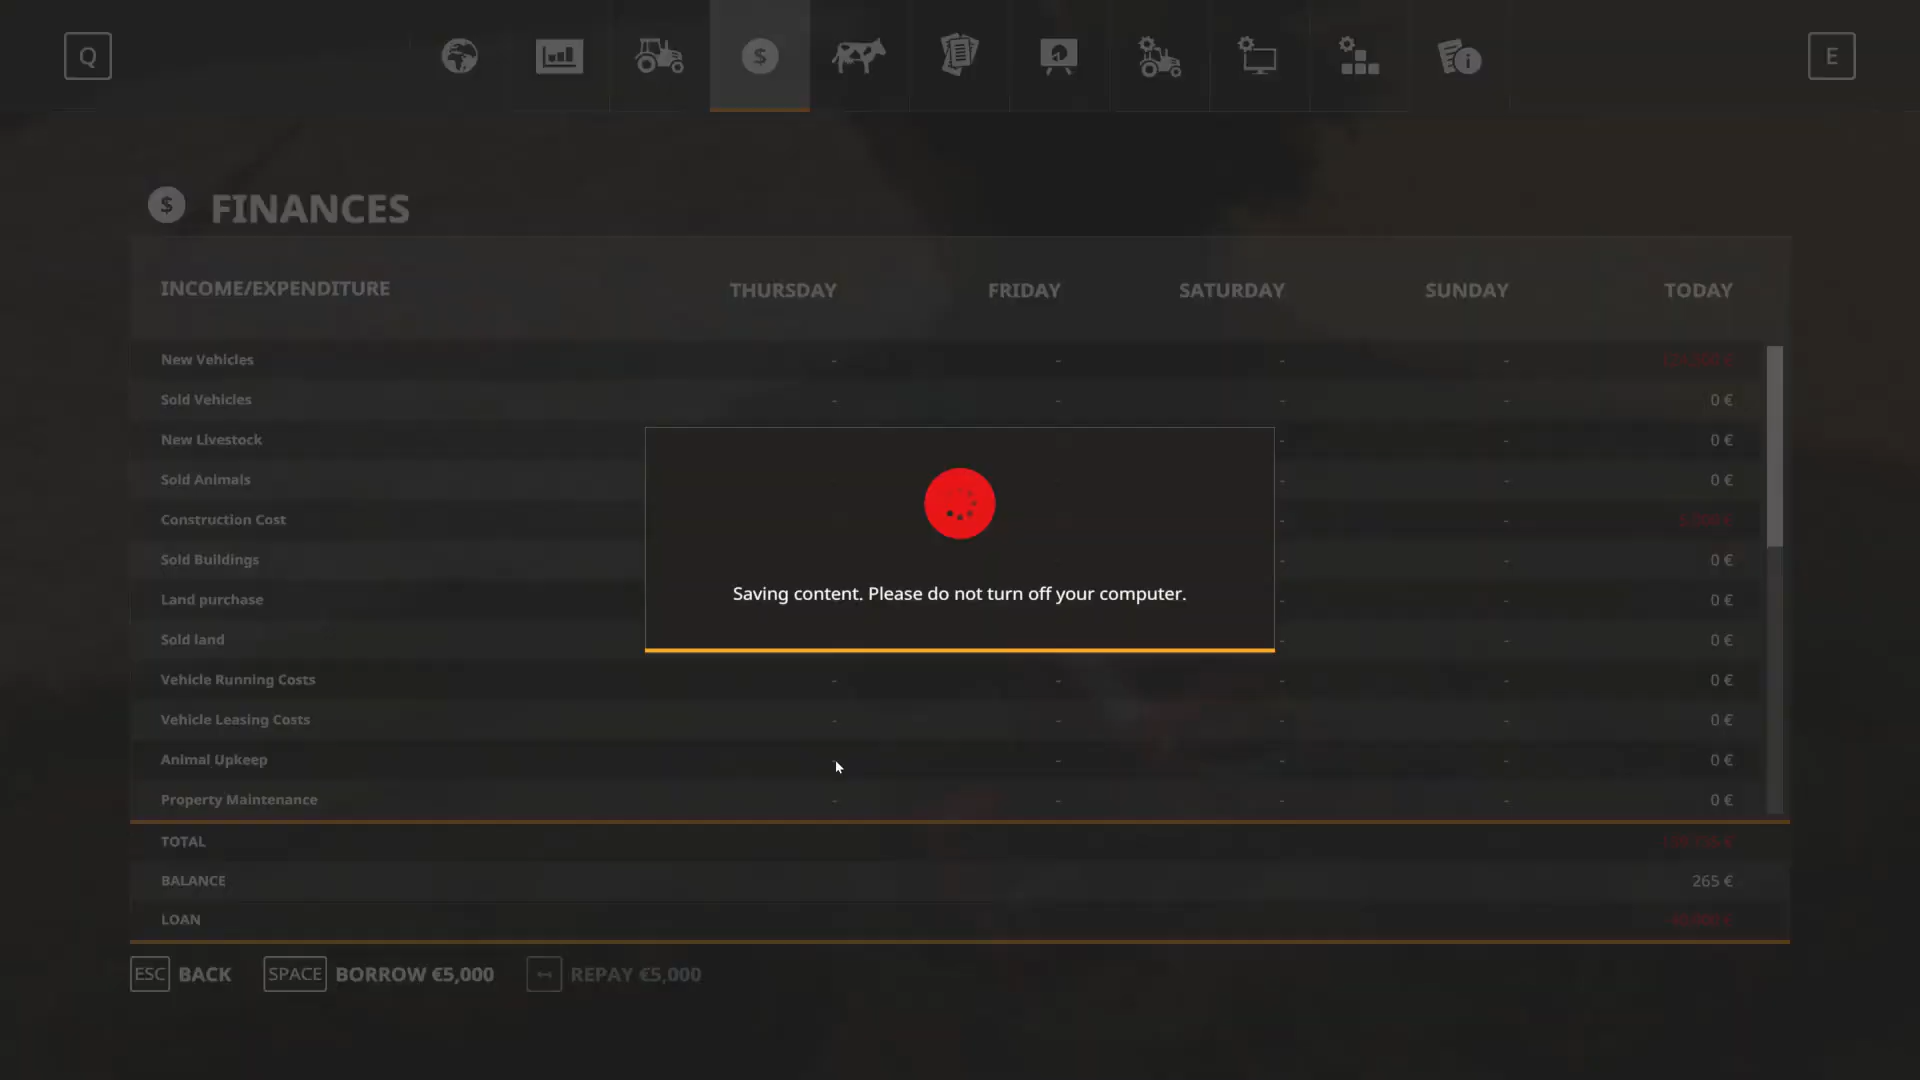 Q
E
$ FINANCES
INCOME/EXPENDITURE THURSDAY FRIDAY SATURDAY SUNDAY TODAY
New Vehicles - - - -
Sold Vehicles - - - - 0 €
New Livestock - - 0 €
Sold Animals - - 0 €
Construction Cost - -
Sold Buildings - - 0 €
Land purchase - - 0 €
Sold land - - 0 €
Saving content. Please do not turn off your computer.
Vehicle Running Costs - - - - 0 €
Vehicle Leasing Costs - - - - 0 €
Animal Upkeep - - - - 0 €
Property Maintenance - - - - 0 €
TOTAL
BALANCE 265 €
LOAN
ESC BACK SPACE BORROW €5,000 REPAY €5,000